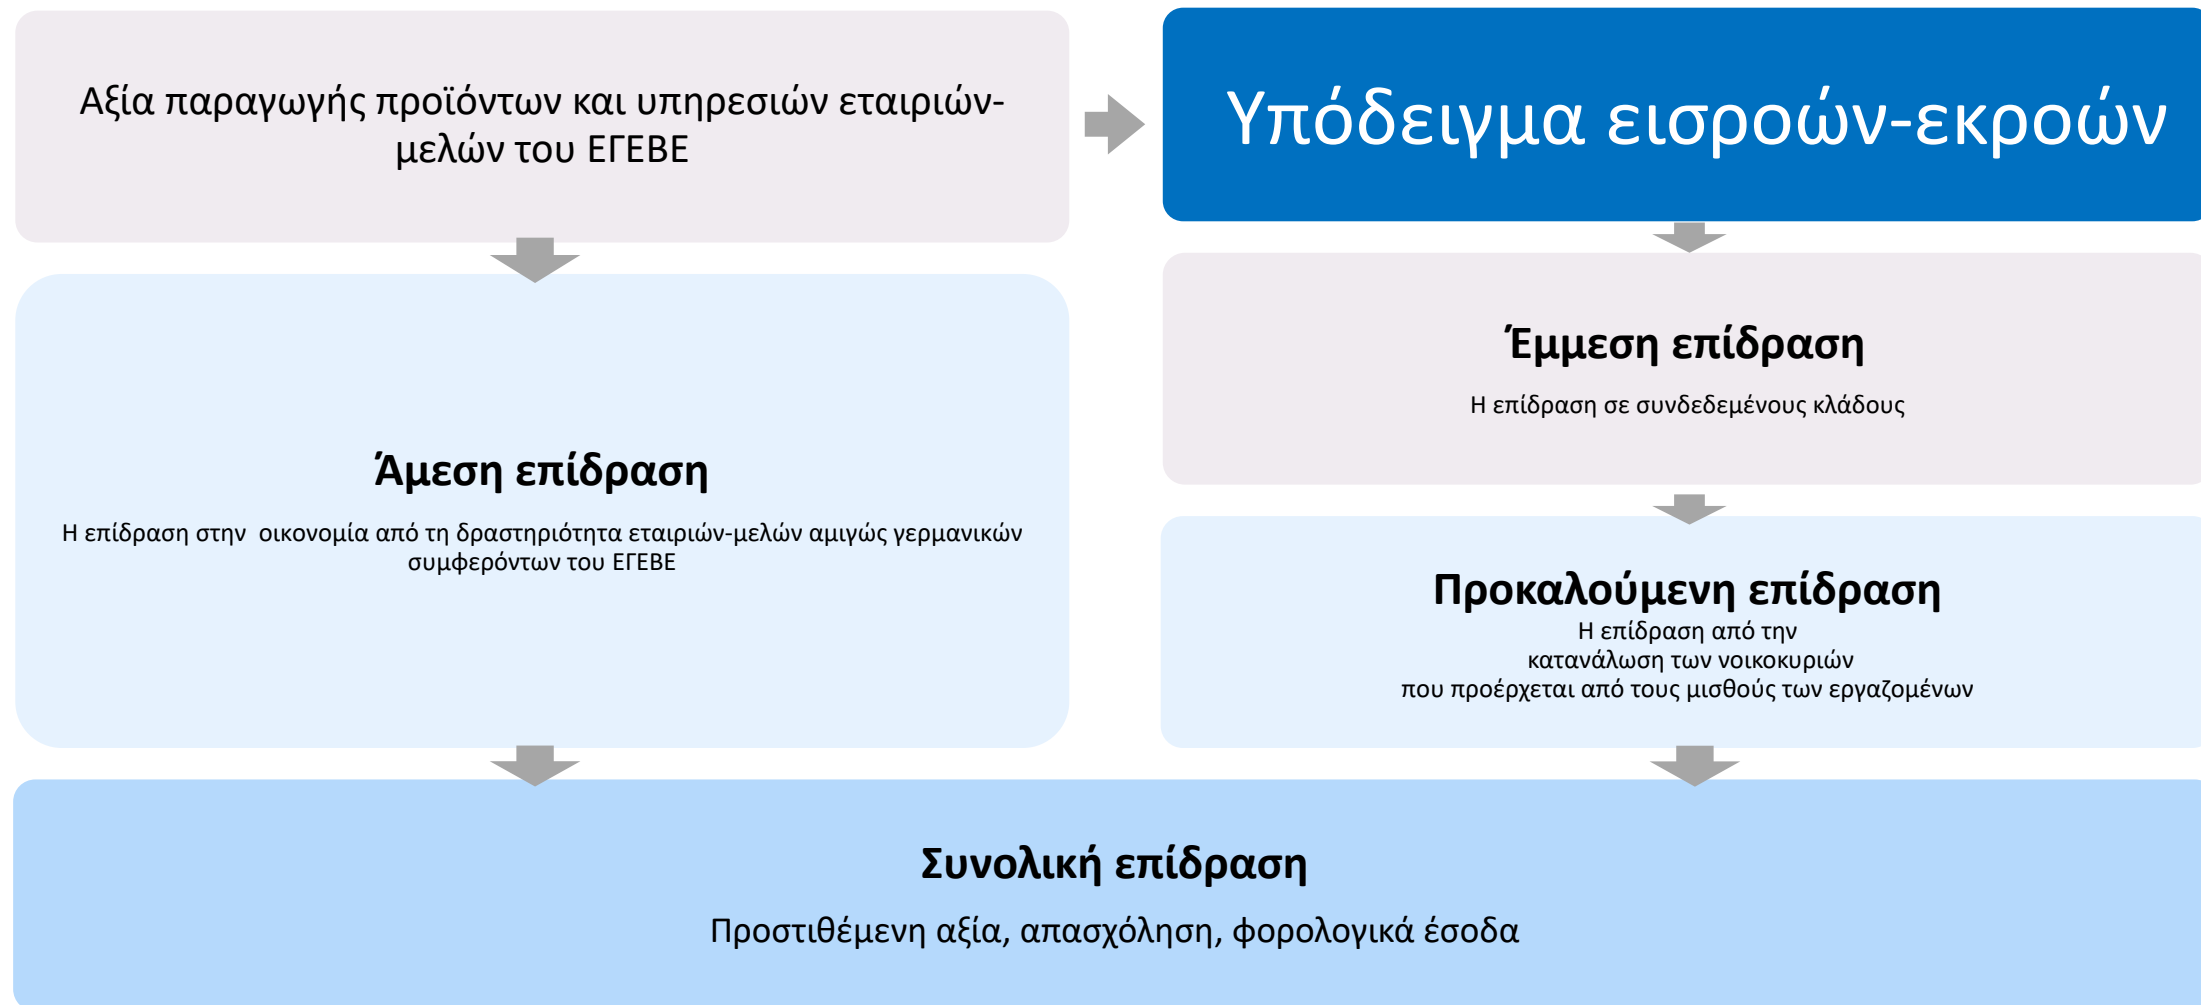 Αξία παραγωγής προϊόντων και υπηρεσιών εταιριών-
μελών του ΕΓΕΒΕ
Υπόδειγμα εισροών-εκροών
Άμεση επίδραση
Η επίδραση στην  οικονομία από τη δραστηριότητα εταιριών-μελών αμιγώς γερμανικών
συμφερόντων του ΕΓΕΒΕ
Έμμεση επίδραση
Η επίδραση σε συνδεδεμένους κλάδους
Προκαλούμενη επίδραση
Η επίδραση από την
κατανάλωση των νοικοκυριών
που προέρχεται από τους μισθούς των εργαζομένων
Συνολική επίδραση
Προστιθέμενη αξία, απασχόληση, φορολογικά έσοδα